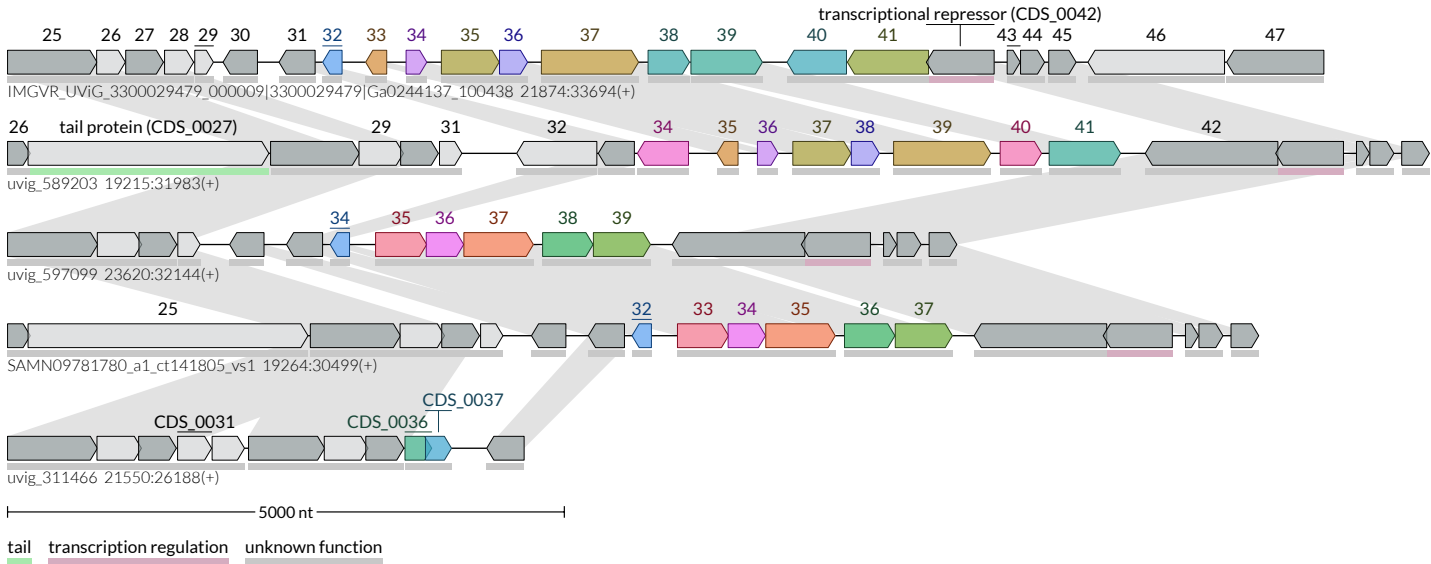 transcriptional repressor (CDS_0042)
25 26 27 28 29 30 31 32 33 34 35 36 37 38 39 40 41 43 44 45 46 47
IMGVR_UViG_3300029479_000009|3300029479|Ga0244137_100438 21874:33694(+)
26 tail protein (CDS_0027) 29 31 32 34 35 36 37 38 39 40 41 42
uvig_589203 19215:31983(+)
34 35 36 37 38 39
uvig_597099 23620:32144(+)
25 32 33 34 35 36 37
SAMN09781780_a1_ct141805_vs1 19264:30499(+)
CDS_0037
CDS_0031 CDS_0036
uvig_311466 21550:26188(+)
5000 nt
tail transcription regulation unknown function